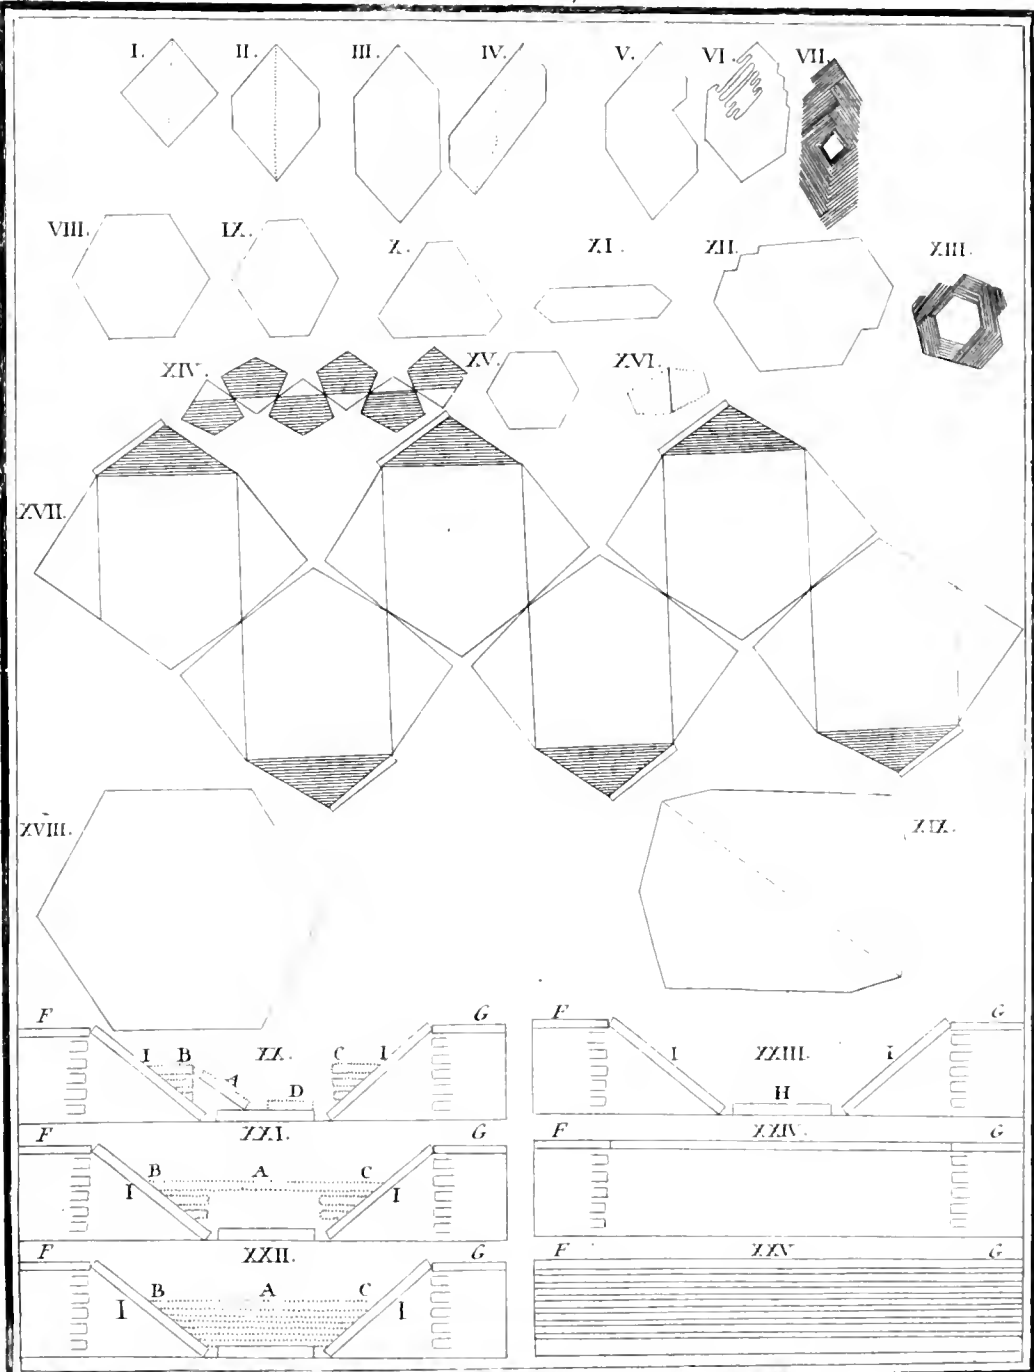 I. II. III. IV. V. VI. VII.
VIII. IX. X. XI. XII. XIII.
XIV. XV. XVI.
XVII.
XVIII. XIX.
F I B XX. C I G
A D
F XXI. G
B A C
I I
F XXII. G
B A C
I I
F G
I XXIII. I
H
F XXIV. G
F XXV G